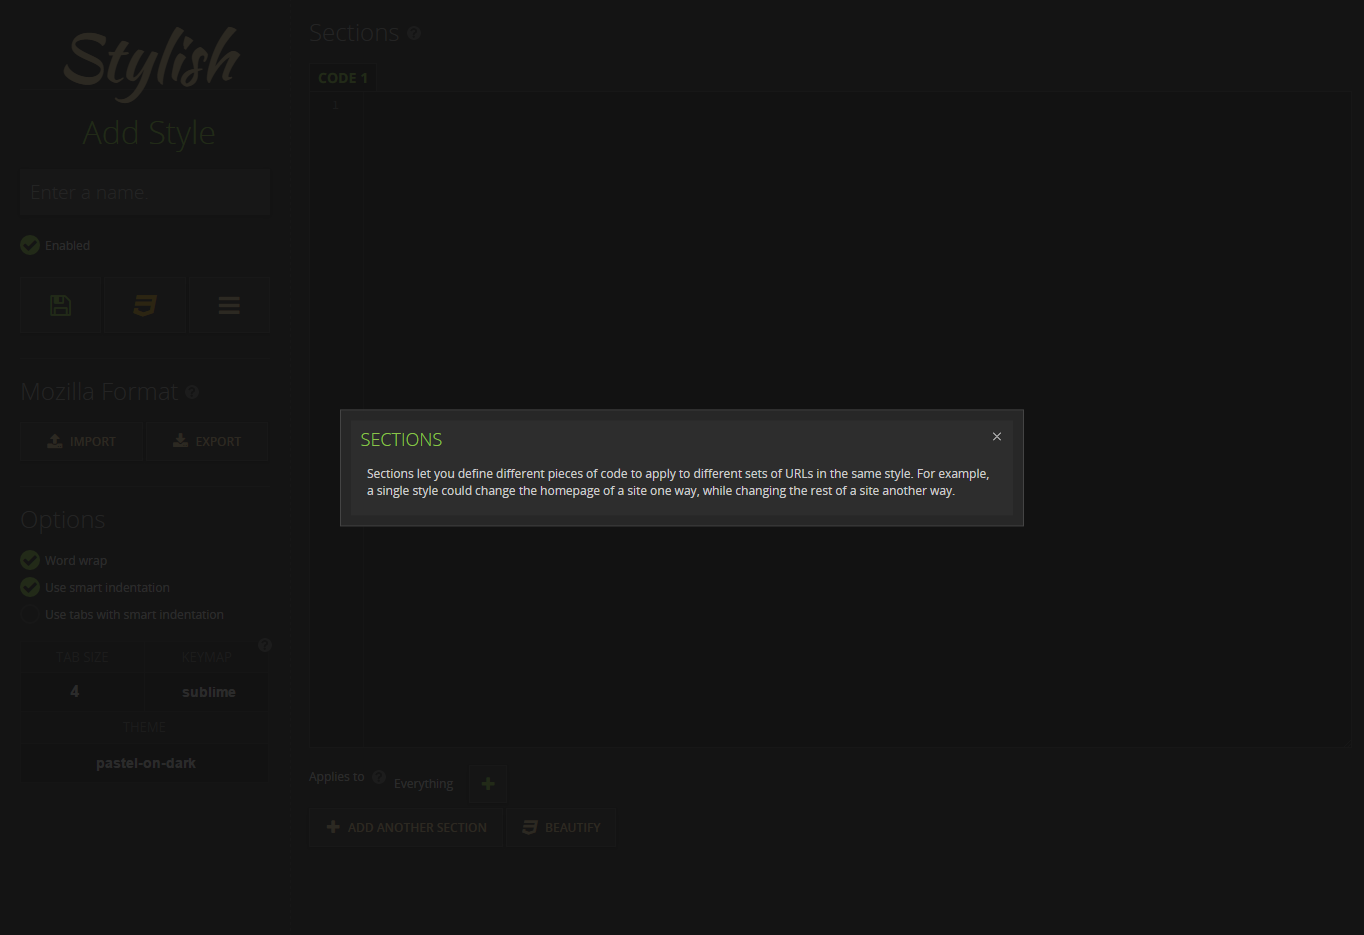 Stylish
Add Style
Enter a name
Enabled
Mozilla Format
IMPORT
EXPORT
Options
Word wrap
Use smart indentation
Use tabs with smart indentation
TAB SIZE
KEYMAP
4
sublime
THEME
pastel-on-dark
Sections
CODE 1
1
SECTIONS
Sections let you define different pieces of code to apply to different sets of URLs in the same style. For example,
a single style could change the homepage of a site one way, while changing the rest of a site another way.
Applies to
Everything
ADD ANOTHER SECTION
BEAUTIFY